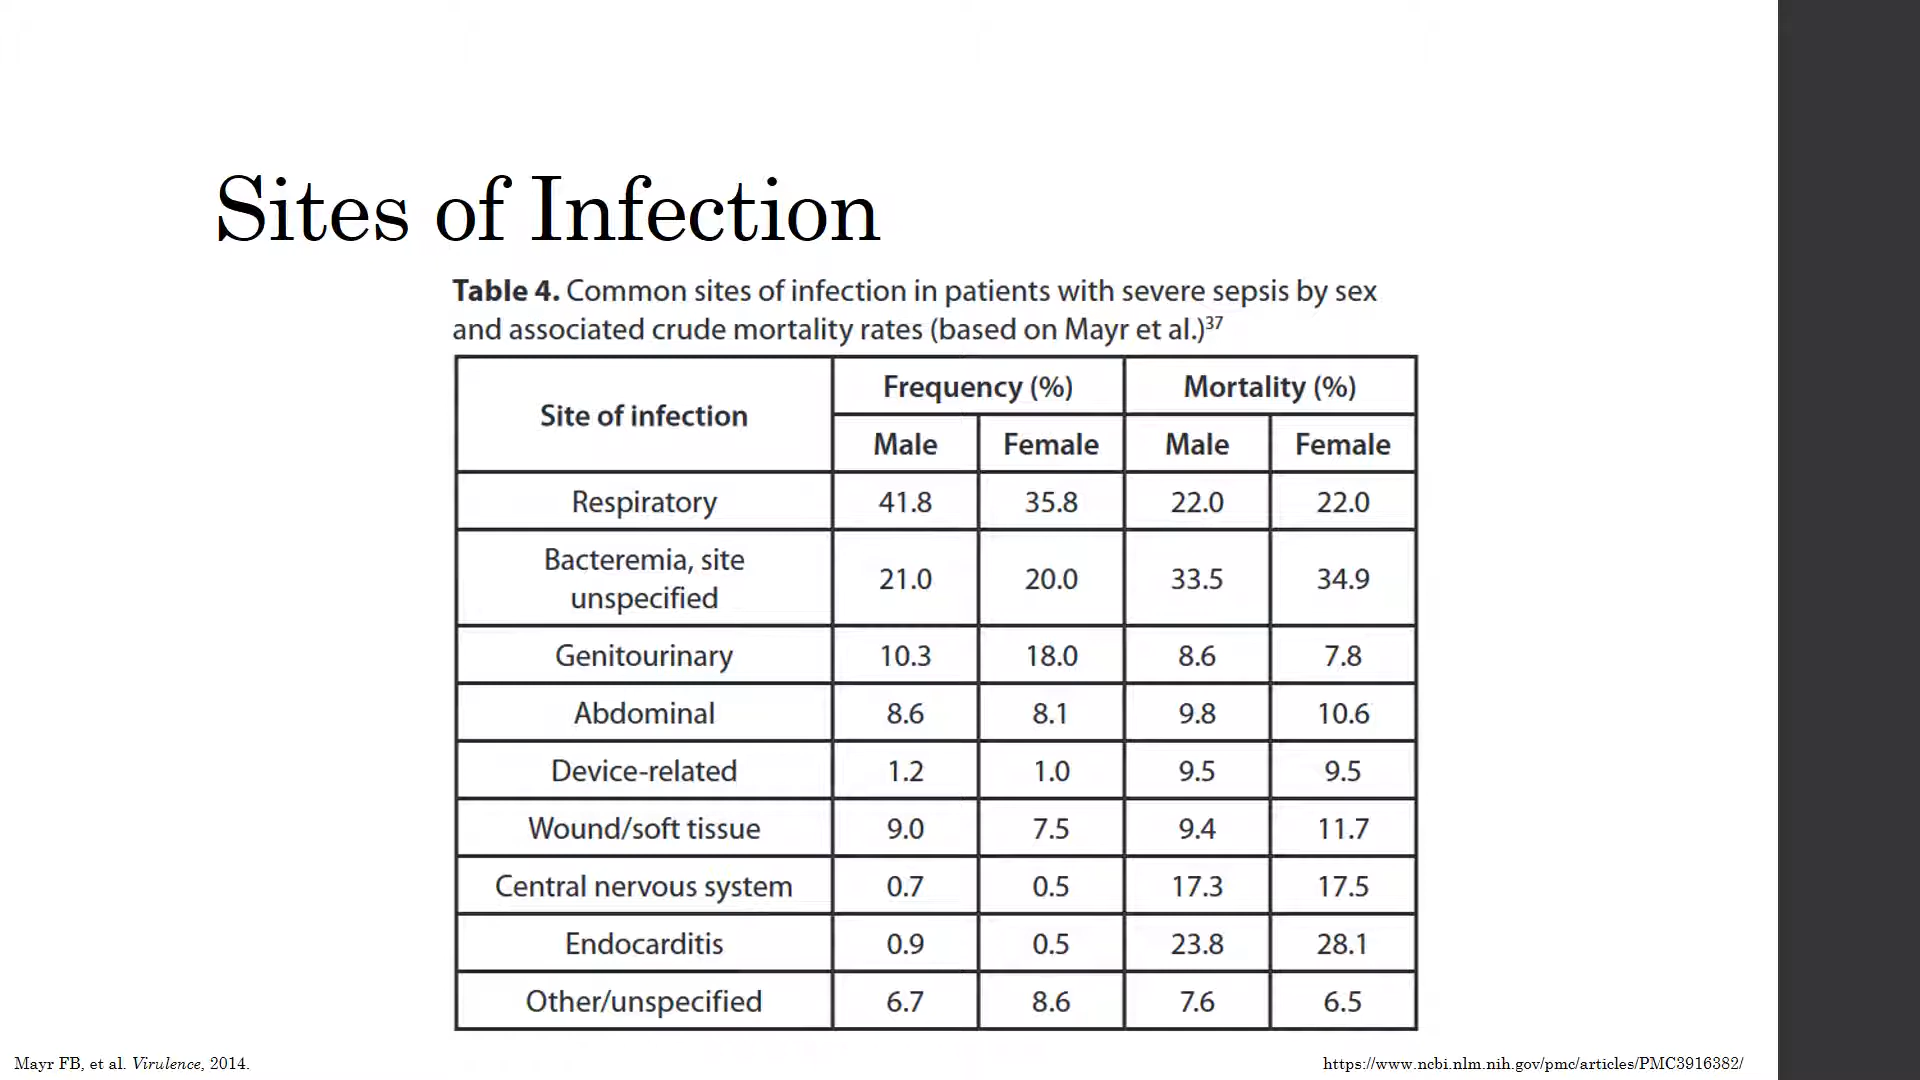 Sites of Infection
Table 4. Common sites of infection in patients with severe sepsis by sex
and associated crude mortality rates (based on Mayr et al.)37
Site of infection Frequency (%) Mortality (%)
Male Female Male Female
Respiratory 41.8 35.8 22.0 22.0
Bacteremia, site
unspecified 21.0 20.0 33.5 34.9
Genitourinary 10.3 18.0 8.6 7.8
Abdominal 8.6 8.1 9.8 10.6
Device-related 1.2 1.0 9.5 9.5
Wound/soft tissue 9.0 7.5 9.4 11.7
Central nervous system 0.7 0.5 17.3 17.5
Endocarditis 0.9 0.5 23.8 28.1
Other/unspecified 6.7 8.6 7.6 6.5
Mayr FB, et al. Virulence, 2014.
https://www.ncbi.nlm.nih.gov/pmc/articles/PMC3916382/